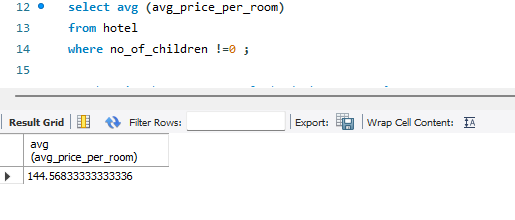 12 select avg (avg_price_per_room)
13 from hotel
14 where no_of_children !=0 ;
15
Result Grid Filter Rows: Export: Wrap Cell Content:
avg
(avg_price_per_room)
144.56833333333336